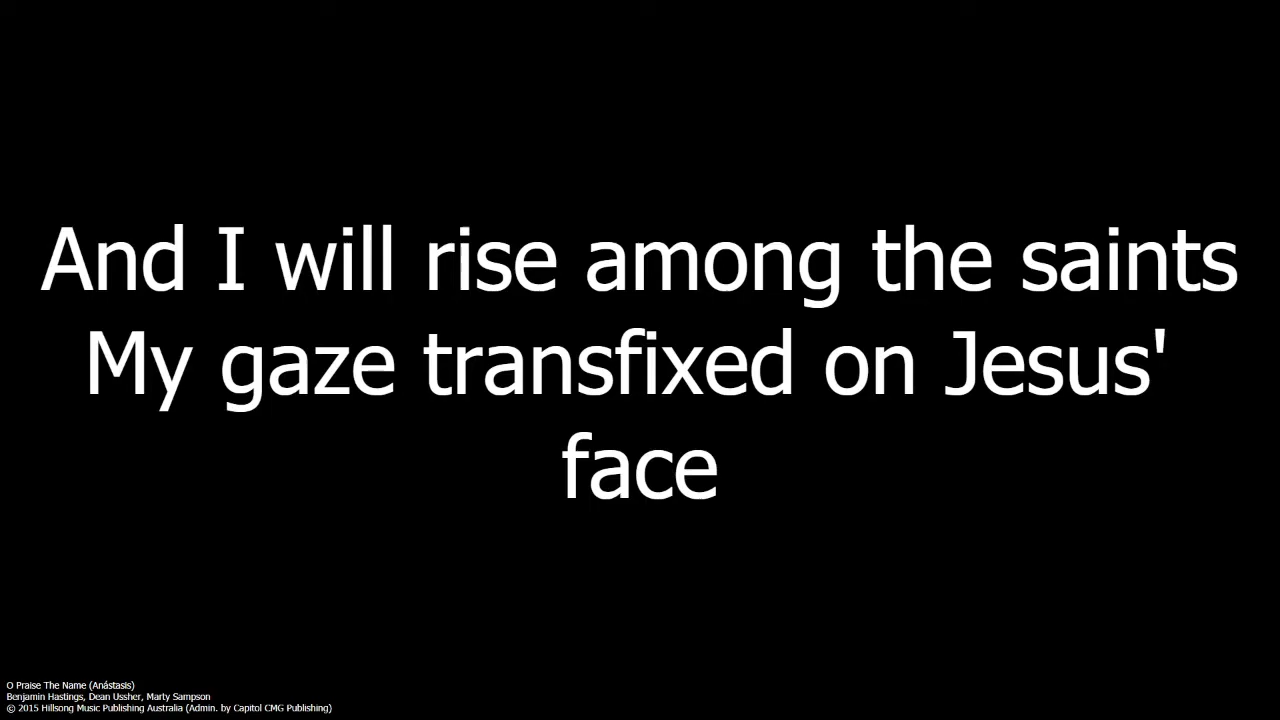 And I will rise among the saints
My gaze transfixed on Jesus'
face
O Praise The Name (Anástasis)
Benjamin Hastings, Dean Ussher, Marty Sampson
© 2015 Hillsong Music Publishing Australia (Admin. by Capitol CMG Publishing)